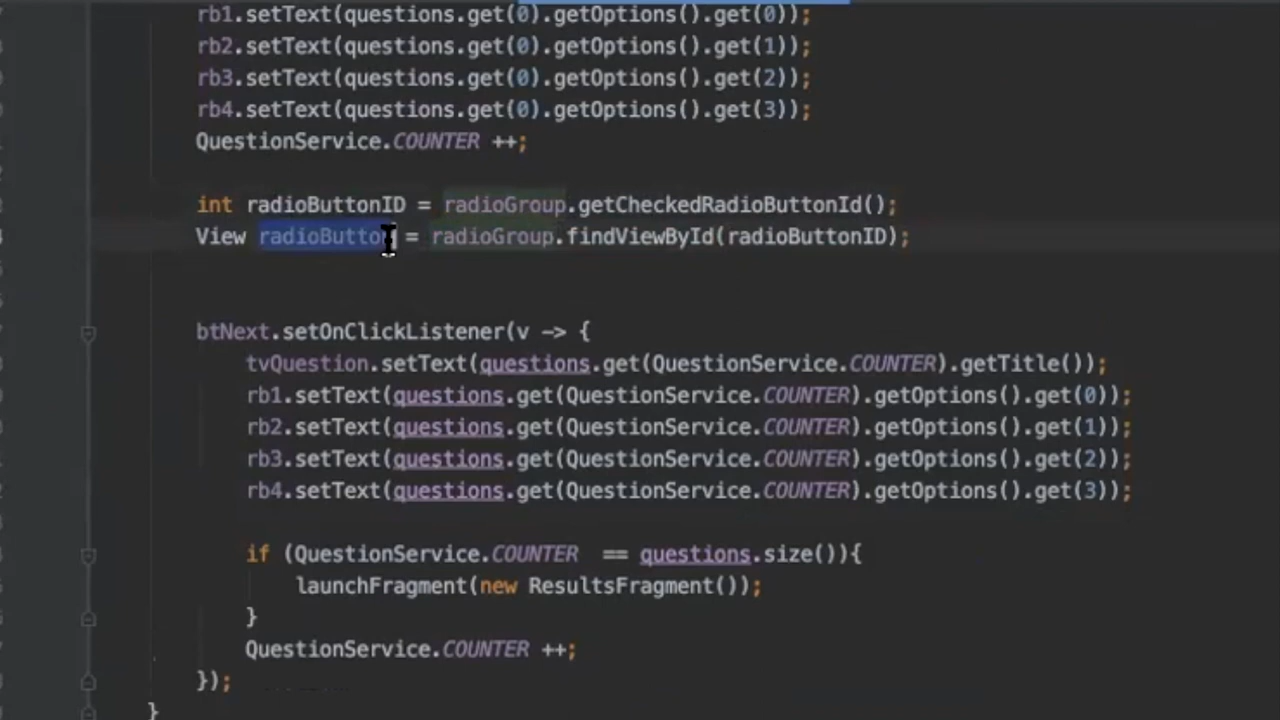 rb1.setText(questions.get(0).getOptions().get(0));
rb2.setText(questions.get(0).getOptions().get(1));
rb3.setText(questions.get(0).getOptions().get(2));
rb4.setText(questions.get(0).getOptions().get(3));
QuestionService.COUNTER ++;
int radioButtonID = radioGroup.getCheckedRadioButtonId();
View radioButton = radioGroup.findViewById(radioButtonID);
btNext.setOnClickListener(v -> {
tvQuestion.setText(questions.get(QuestionService.COUNTER).getTitle());
rb1.setText(questions.get(QuestionService.COUNTER).getOptions().get(0));
rb2.setText(questions.get(QuestionService.COUNTER).getOptions().get(1));
rb3.setText(questions.get(QuestionService.COUNTER).getOptions().get(2));
rb4.setText(questions.get(QuestionService.COUNTER).getOptions().get(3));
if (QuestionService.COUNTER == questions.size()){
launchFragment(new ResultsFragment());
}
QuestionService.COUNTER ++;
});
}